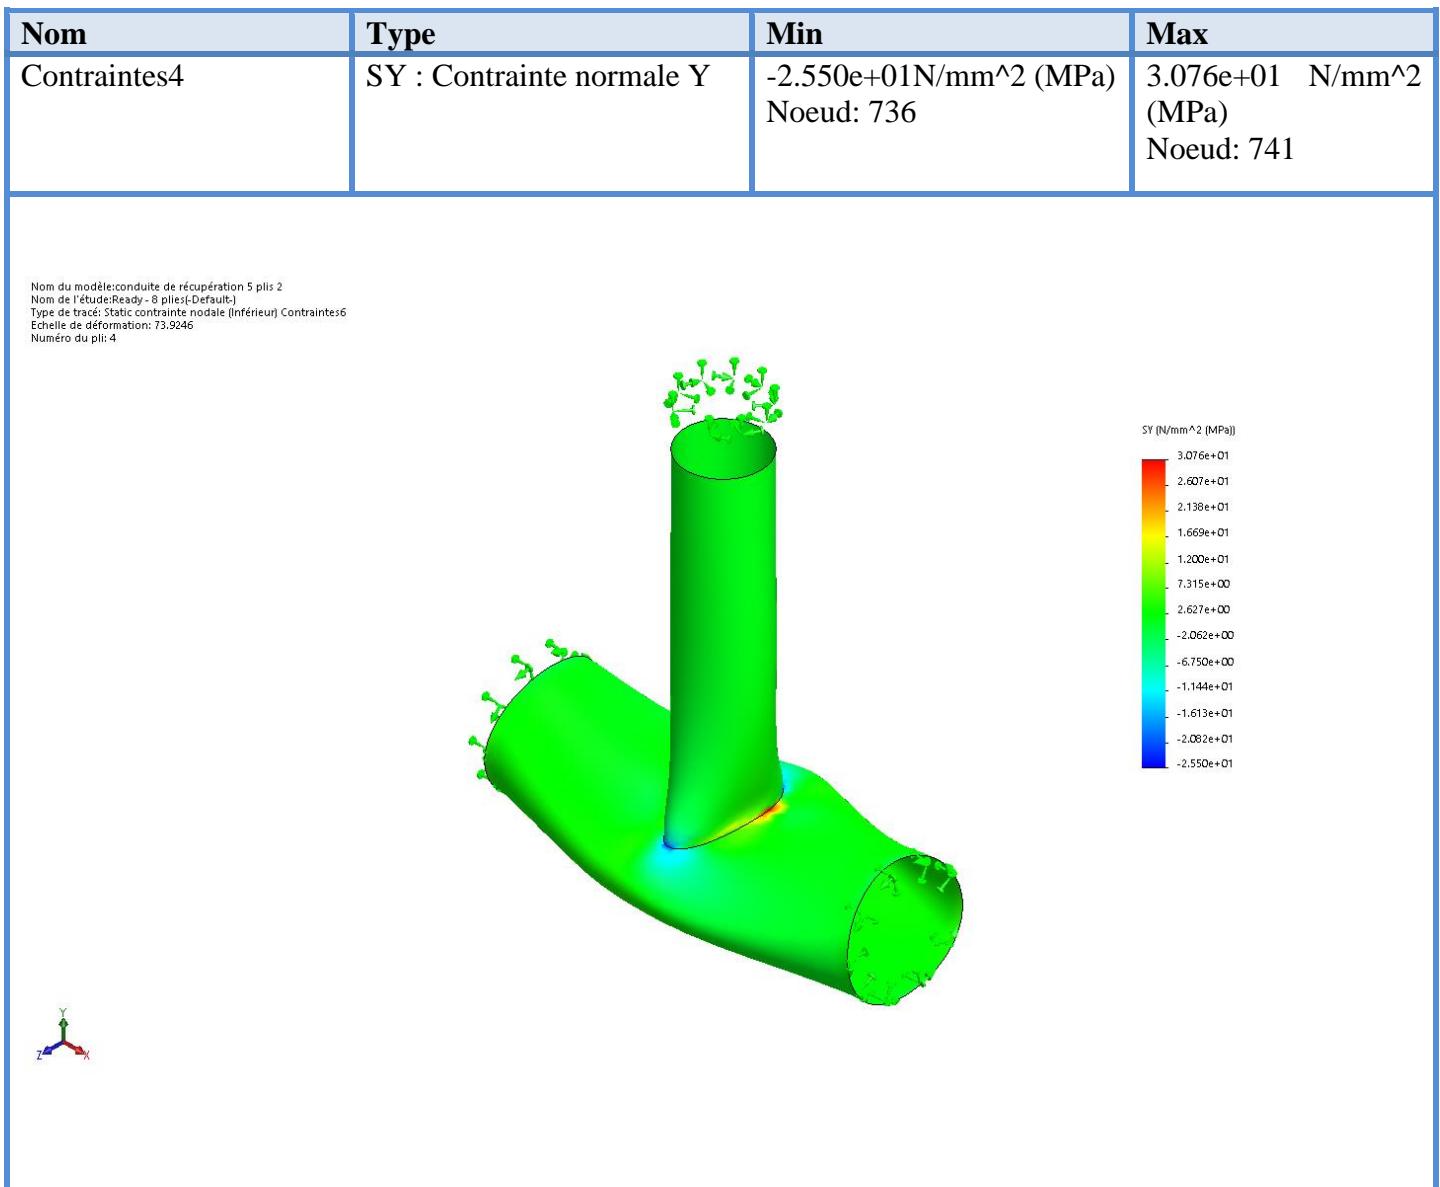 Nom Type Min Max
Contraintes4 SY : Contrainte normale Y -2.550e+01N/mm^2 (MPa) 3.076e+01 N/mm^2
Noeud: 736 (MPa)
Noeud: 741
Nom du modèle:conduite de récupération 5 plis 2
Nom de l'étude:Ready - 8 plies(-Default-)
Type de tracé: Static contrainte nodale (Inférieur) Contraintes6
Echelle de déformation: 73.9246
Numéro du pli: 4
SY (N/mm^2 (MPa))
3.076e+01
2.607e+01
2.138e+01
1.669e+01
1.200e+01
7.315e+00
2.627e+00
-2.062e+00
-6.750e+00
-1.144e+01
-1.613e+01
-2.082e+01
-2.550e+01
Y
Z X